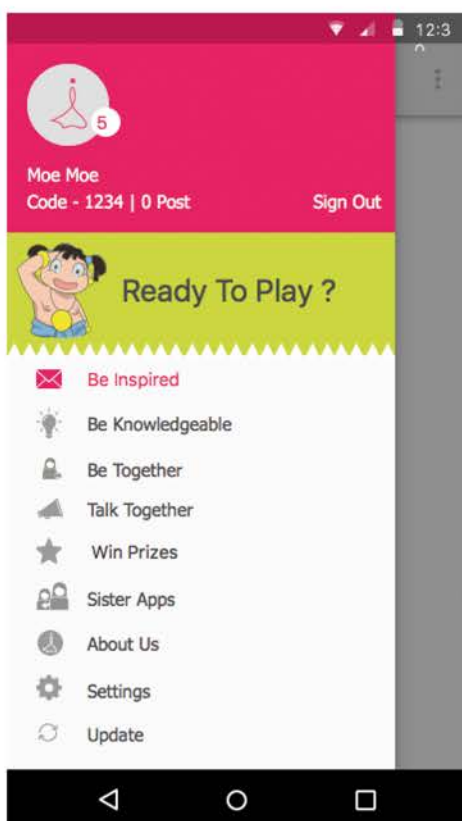 12:3
5
Moe Moe
Code - 1234 | 0 Post
Sign Out
Ready To Play ?
Be Inspired
Be Knowledgeable
Be Together
Talk Together
Win Prizes
Sister Apps
About Us
Settings
Update